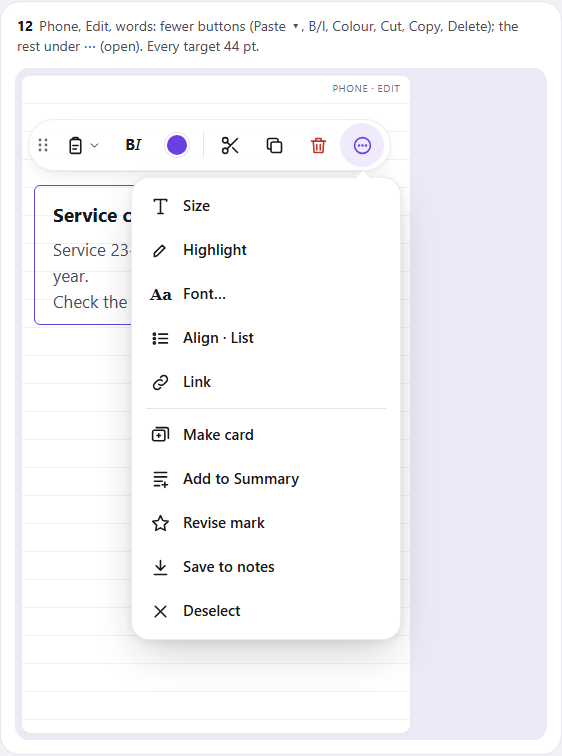 12 Phone, Edit, words: fewer buttons (Paste ▾, B/I, Colour, Cut, Copy, Delete); the
rest under ··· (open). Every target 44 pt.
PHONE · EDIT
BI
Service
Service 23-
year.
Check the
Size
Highlight
Aa Font...
Align · List
Link
Make card
Add to Summary
Revise mark
Save to notes
Deselect